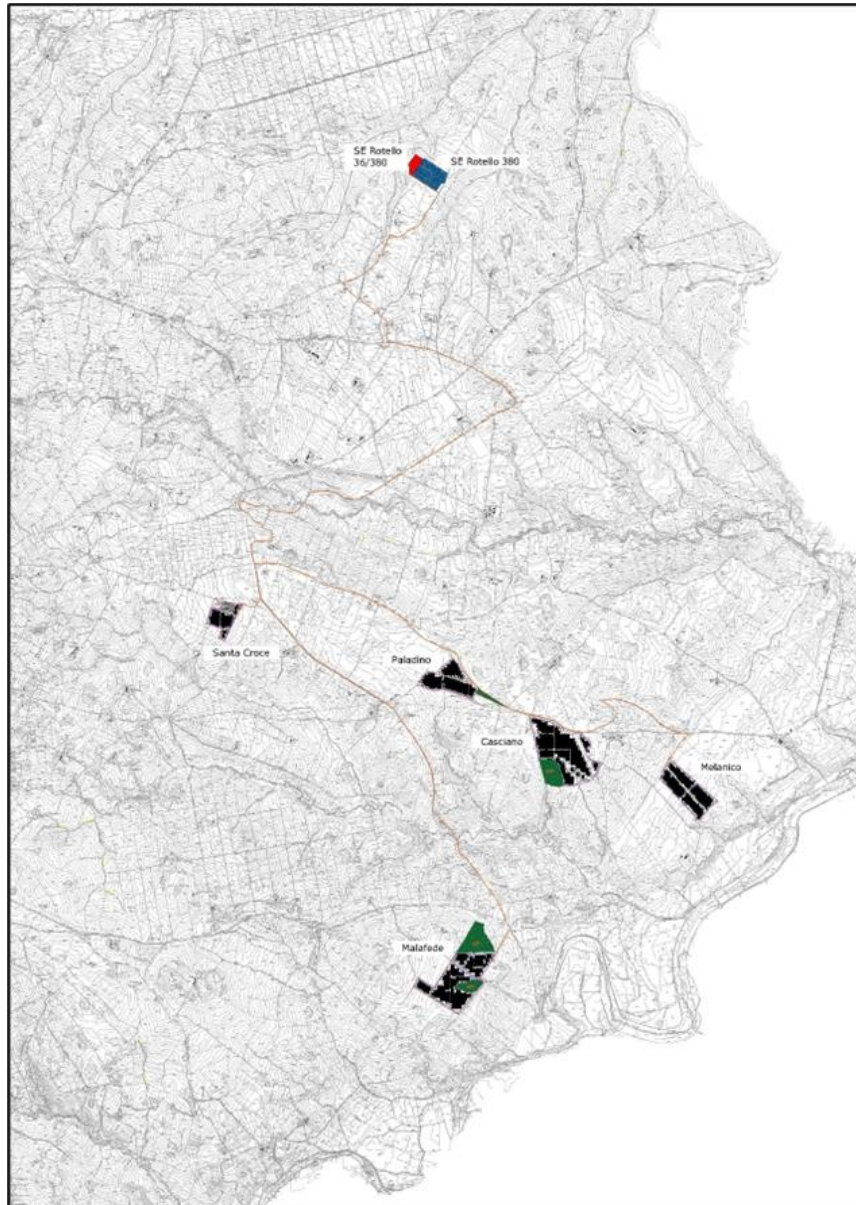 SE Rotello
36/380
SE Rotello 380
Santa Croce
Paladino
Casciano
Melanico
Malafede